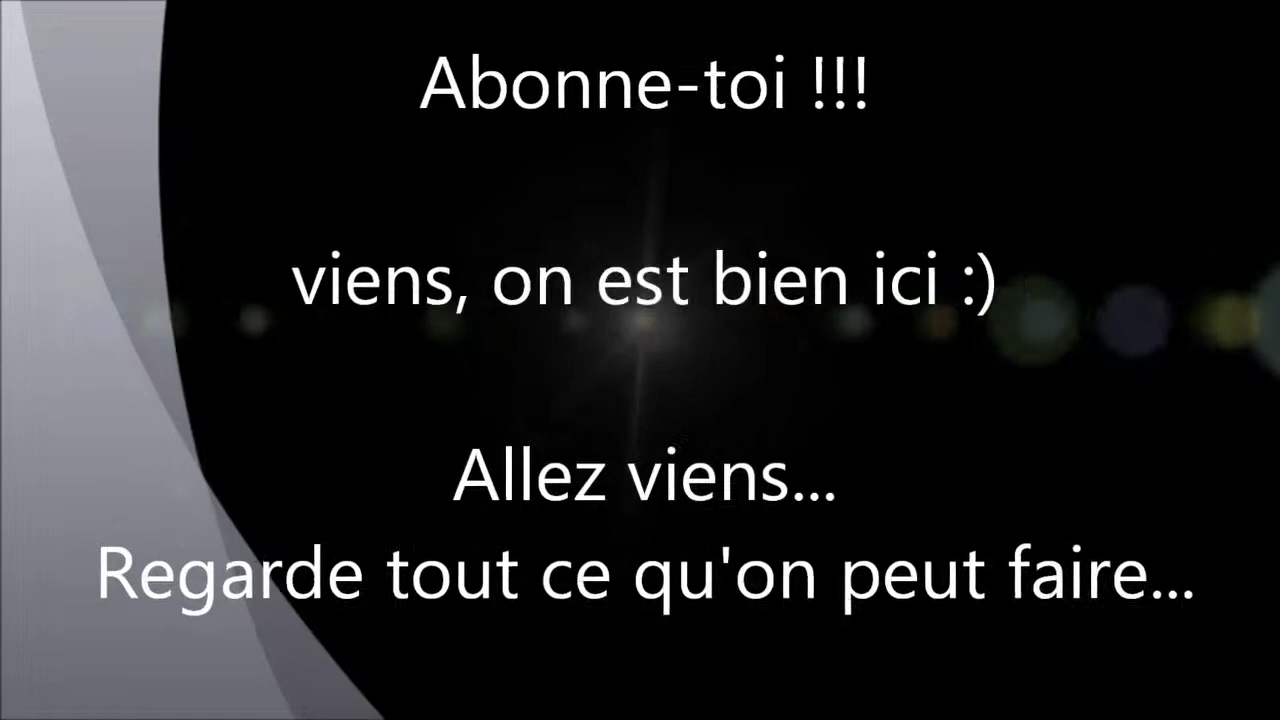 Abonne-toi !!!
viens, on est bien ici :)
Allez viens...
Regarde tout ce qu'on peut faire...